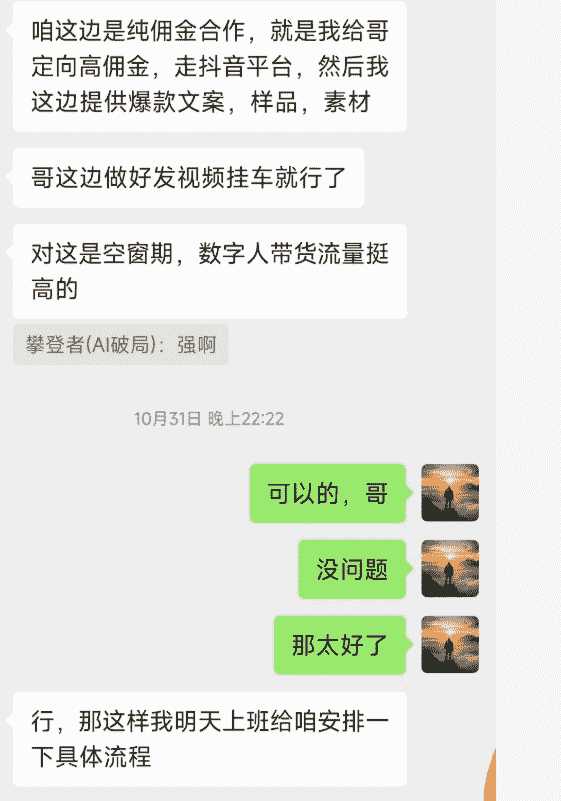 咱这边是纯佣金合作，就是我给哥
定向高佣金，走抖音平台，然后我
这边提供爆款文案，样品，素材
哥这边做好发视频挂车就行了
对这是空窗期，数字人带货流量挺
高的
攀登者(AI破局)：强啊
10月31日 晚上22:22
可以的，哥
没问题
那太好了
行，那这样我明天上班给咱安排一
下具体流程